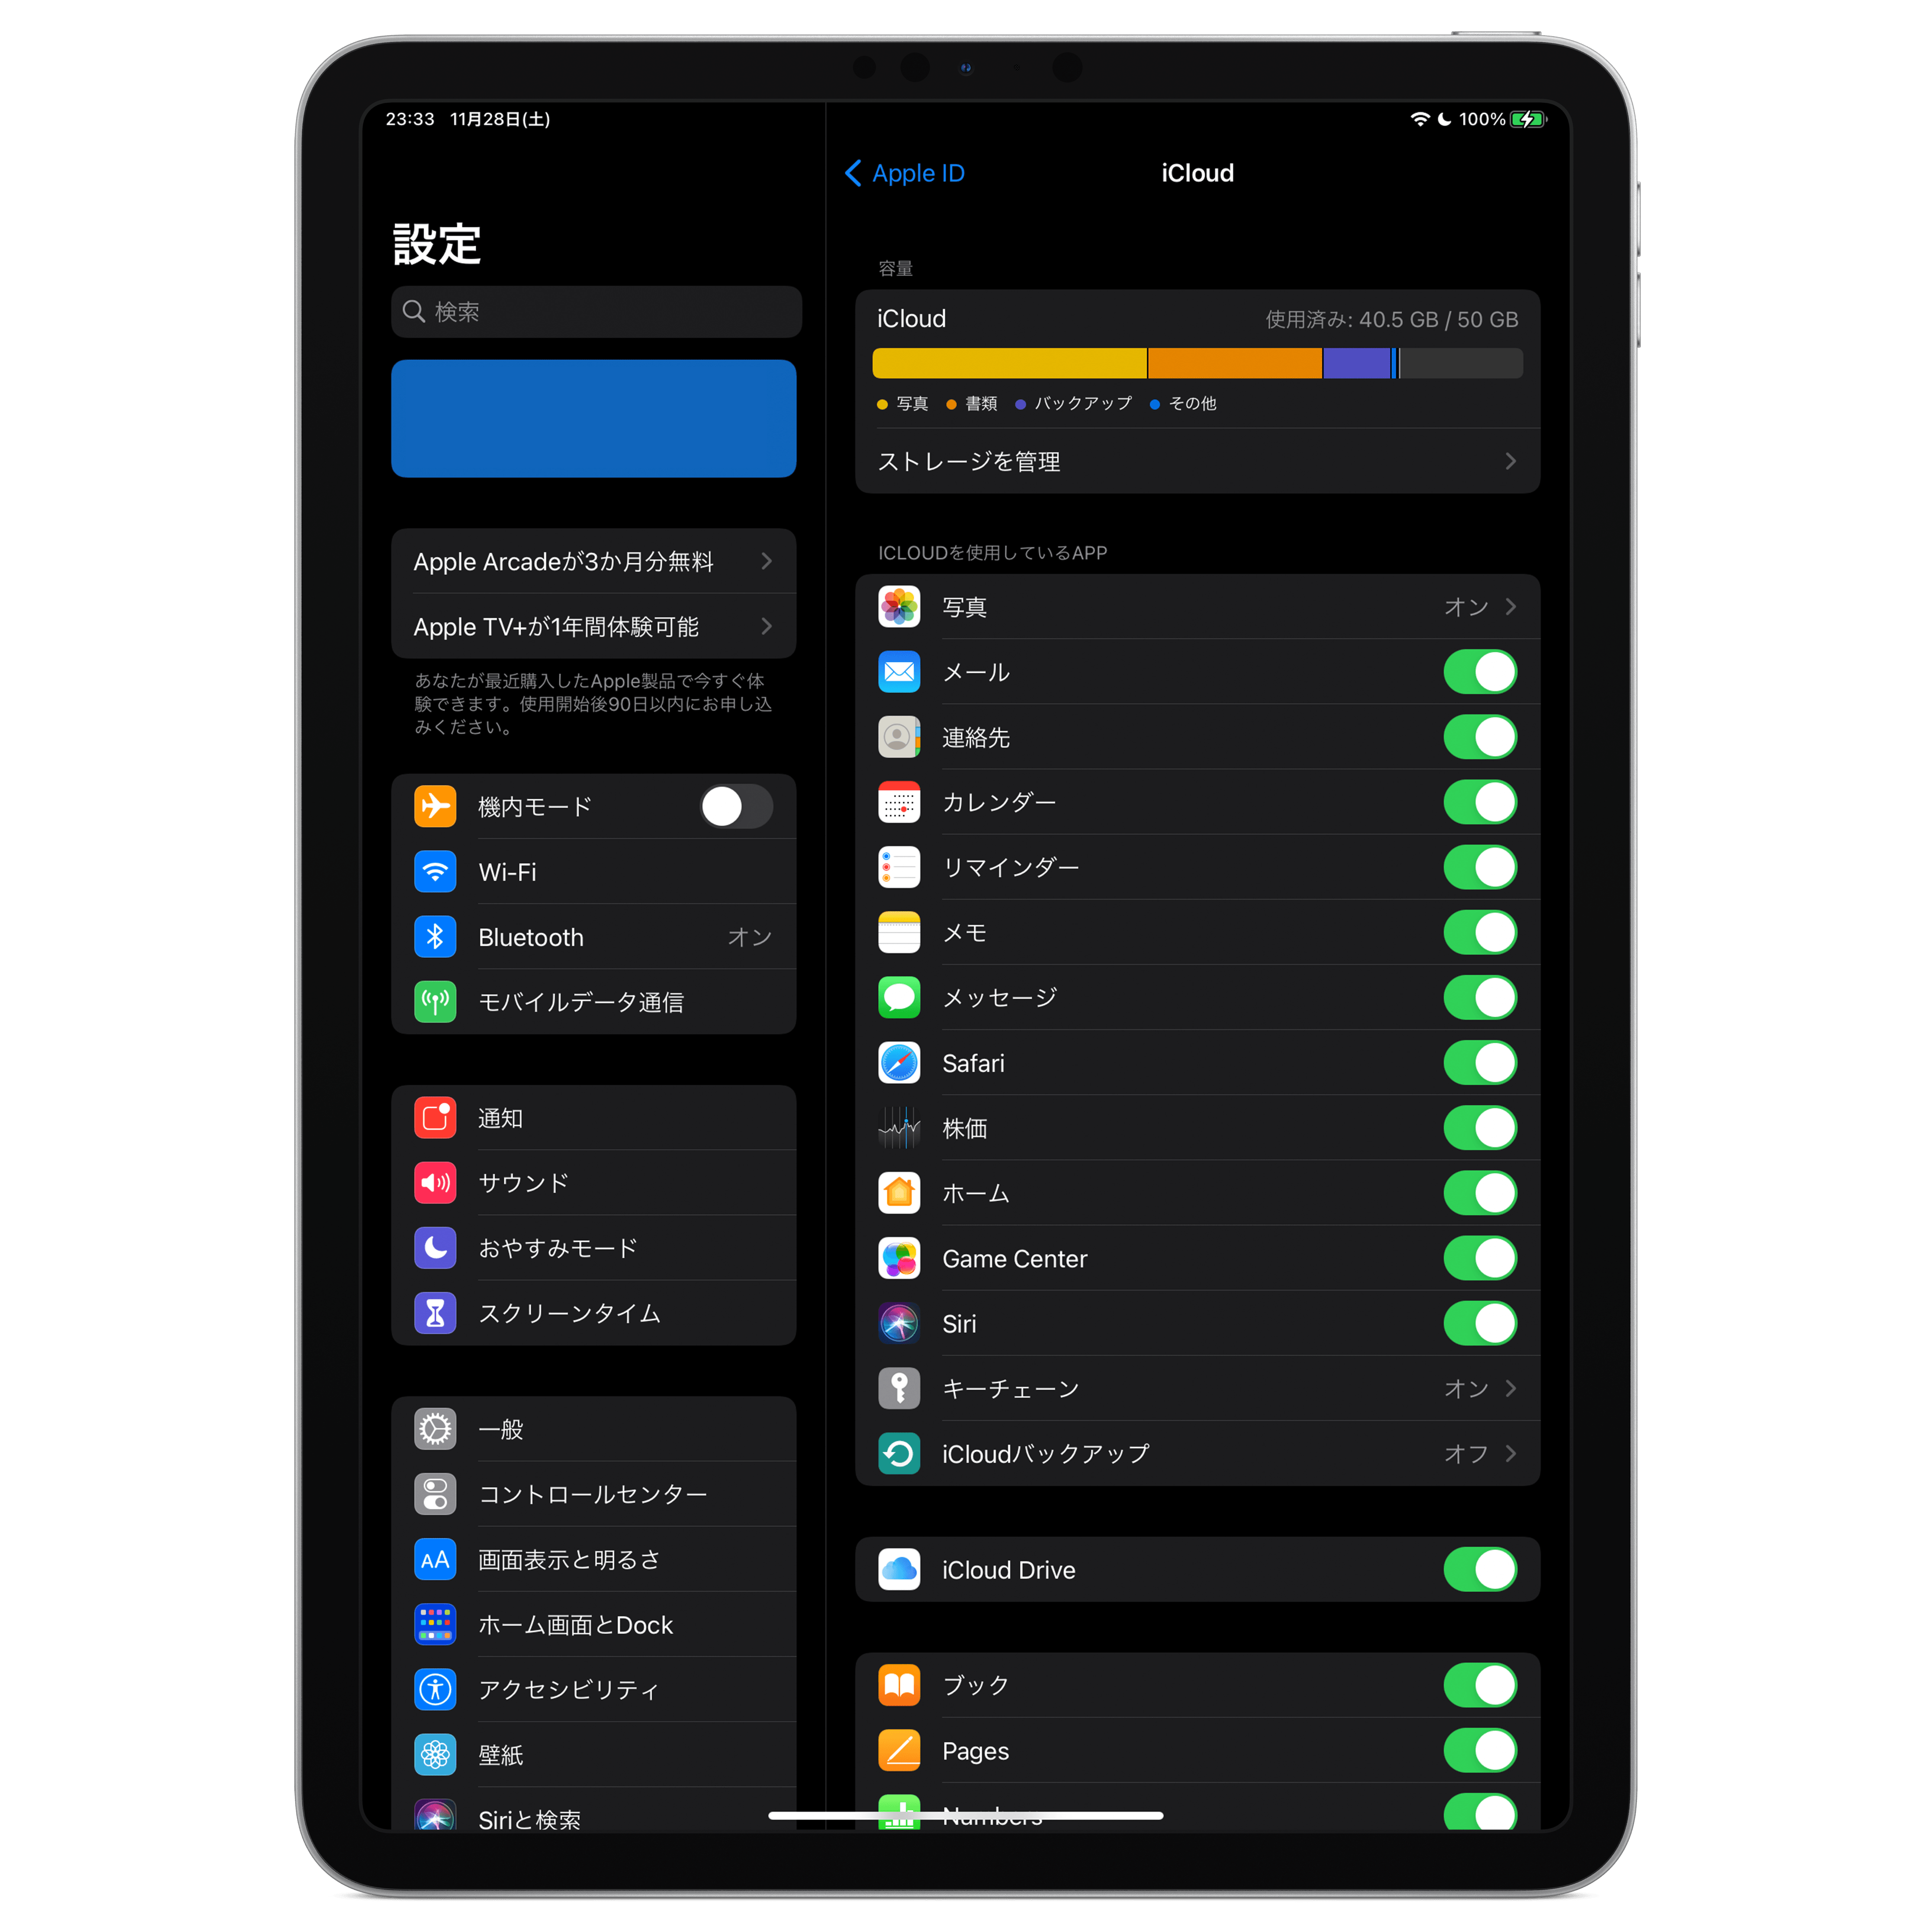 23:33 11月28日(土)
100%
設定
検索
Apple Arcadeが3か月分無料
Apple TV+が1年間体験可能
あなたが最近購入したApple製品で今すぐ体
験できます。使用開始後90日以内にお申し込
みください。
機内モード
Wi-Fi
Bluetooth オン
モバイルデータ通信
通知
サウンド
おやすみモード
スクリーンタイム
一般
コントロールセンター
AA 画面表示と明るさ
ホーム画面とDock
アクセシビリティ
壁紙
Siriと検索
Apple ID
iCloud
容量
iCloud 使用済み: 40.5 GB / 50 GB
写真 書類 バックアップ その他
ストレージを管理
ICLOUDを使用しているAPP
写真 オン
メール
連絡先
カレンダー
リマインダー
メモ
メッセージ
Safari
株価
ホーム
Game Center
Siri
キーチェーン オン
iCloudバックアップ オフ
iCloud Drive
ブック
Pages
Numbers